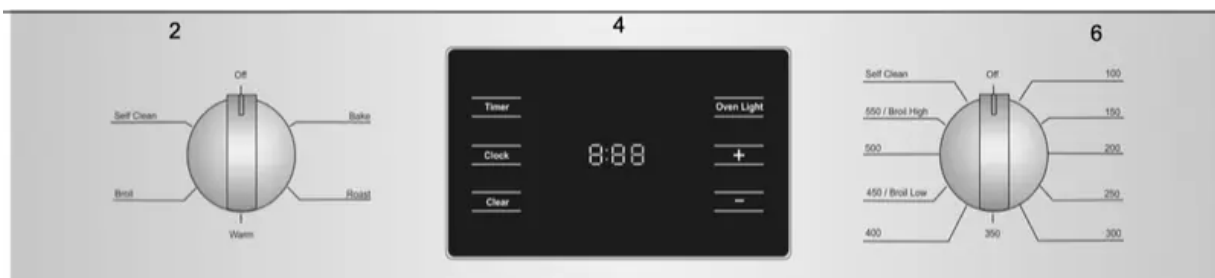 2
Off
Self Clean
Bake
Broil
Roast
Warm
4
Timer
Oven Light
Clock
8:88
+
Clear
−
6
Self Clean
Off
100
550 / Broil High
150
500
200
450 / Broil Low
250
400
350
300